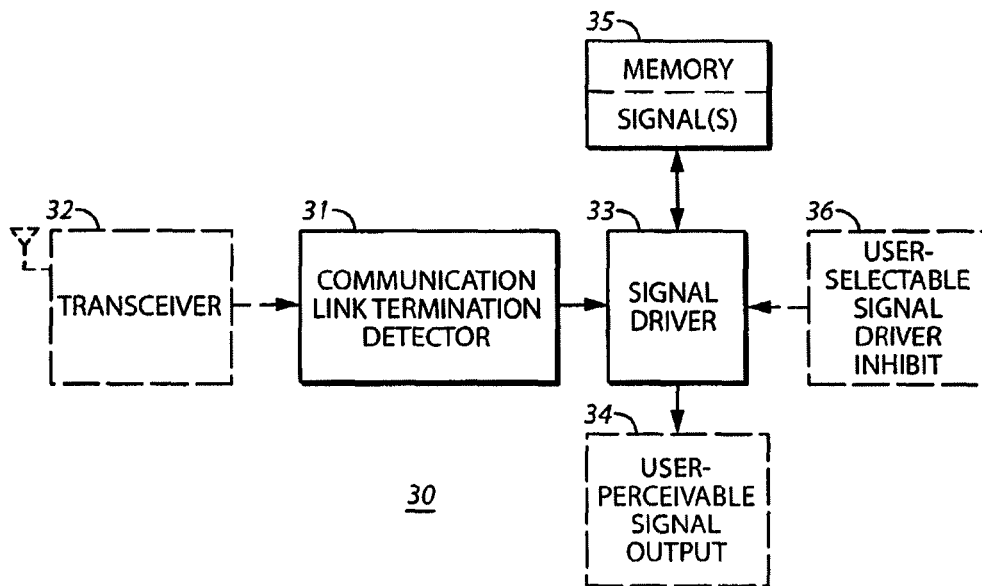 35
MEMORY
SIGNAL(S)
32
TRANSCEIVER
31
COMMUNICATION
LINK TERMINATION
DETECTOR
33
SIGNAL
DRIVER
36
USER-
SELECTABLE
SIGNAL
DRIVER
INHIBIT
34
USER-
PERCEIVABLE
SIGNAL
OUTPUT
30